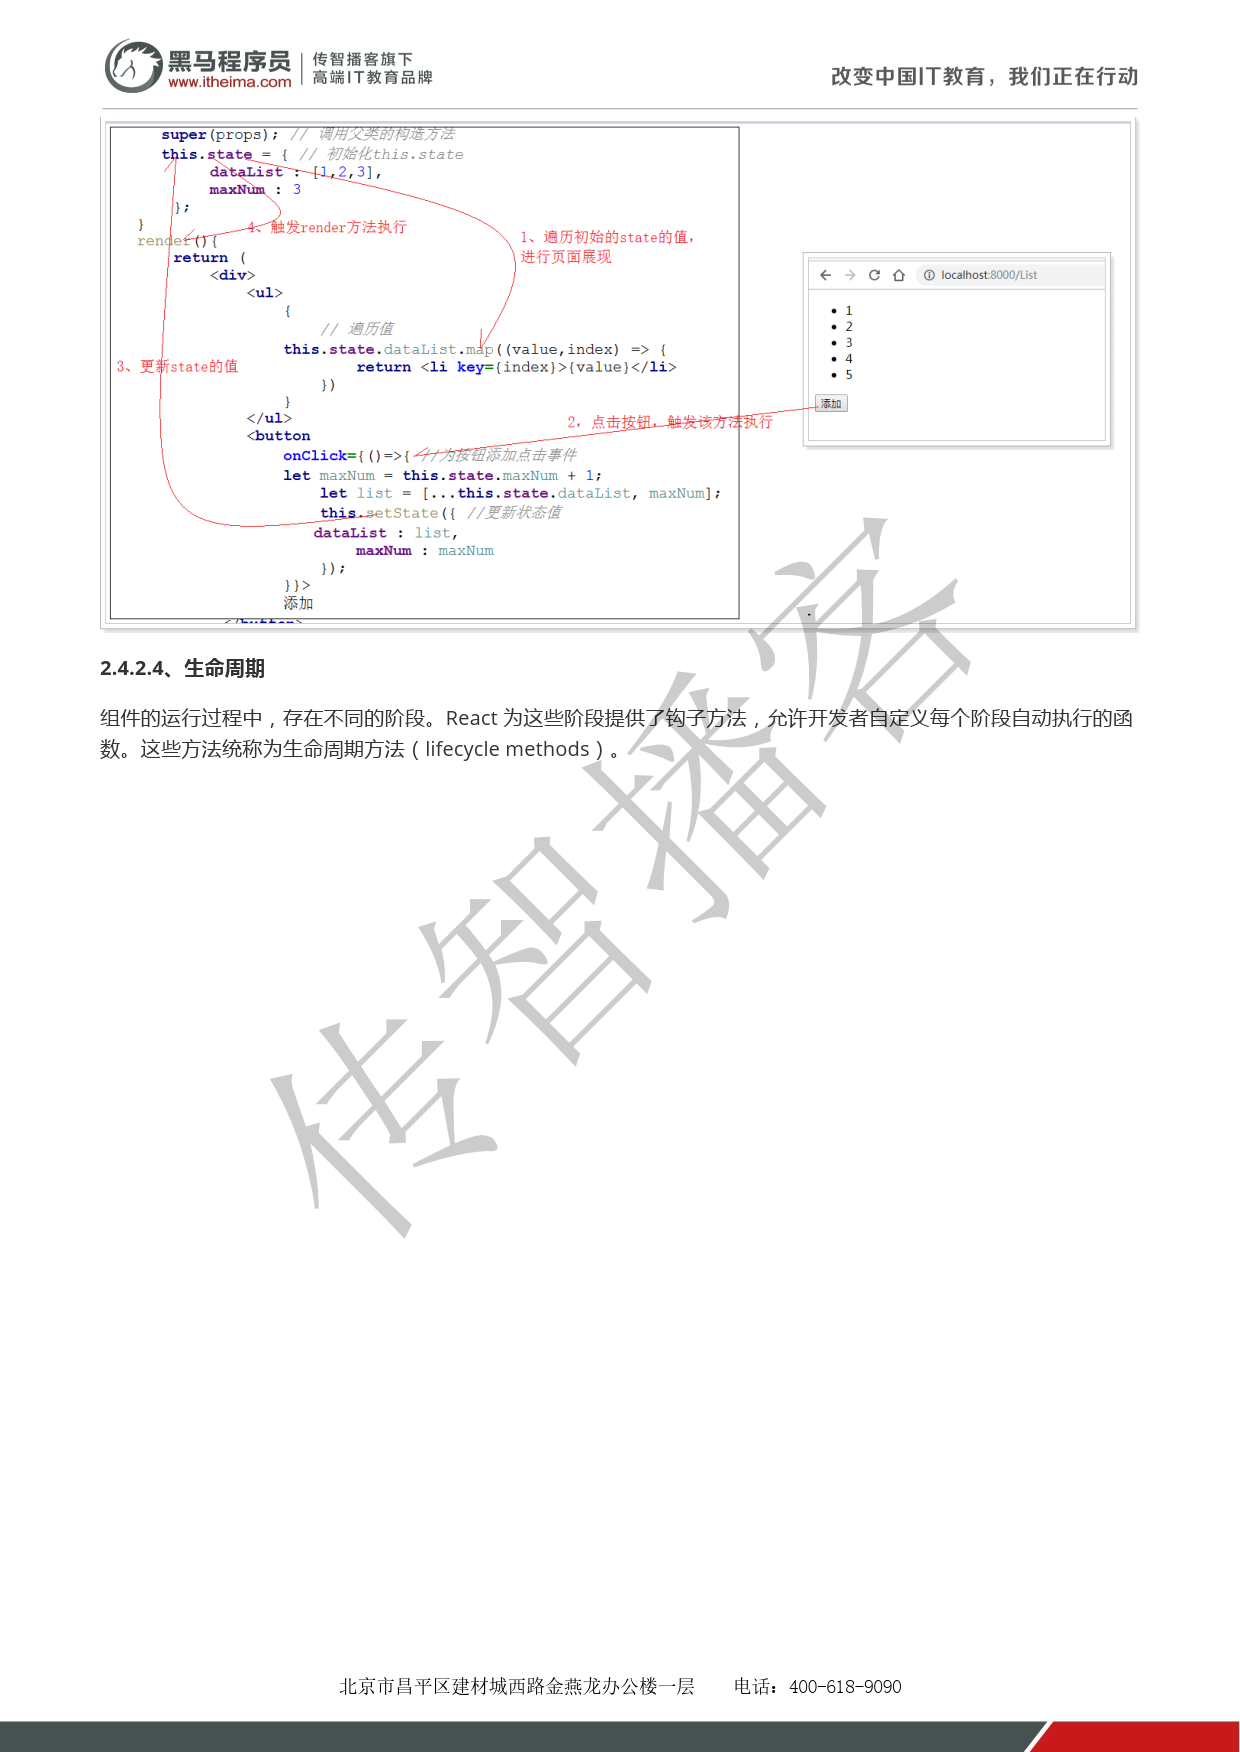 黑马程序员
www.itheima.com
传智播客旗下
高端IT教育品牌
改变中国IT教育，我们正在行动
super(props); // 调用父类的构造方法
this.state = { // 初始化this.state
dataList : [1,2,3],
maxNum : 3
};
}
4、触发render方法执行
render(){
1、遍历初始的state的值，
进行页面展现
return (
<div>
<ul>
{
// 遍历值
this.state.dataList.map((value,index) => {
3、更新state的值
return <li key={index}>{value}</li>
})
}
</ul>
2，点击按钮，触发该方法执行
<button
onClick={()=>{ //为按钮添加点击事件
let maxNum = this.state.maxNum + 1;
let list = [...this.state.dataList, maxNum];
this.setState({ //更新状态值
dataList : list,
maxNum : maxNum
});
}}>
添加
</button>
localhost:8000/List
1
2
3
4
5
添加
2.4.2.4、生命周期
组件的运行过程中，存在不同的阶段。React 为这些阶段提供了钩子方法，允许开发者自定义每个阶段自动执行的函
数。这些方法统称为生命周期方法（lifecycle methods）。
传智播客
北京市昌平区建材城西路金燕龙办公楼一层 电话：400-618-9090